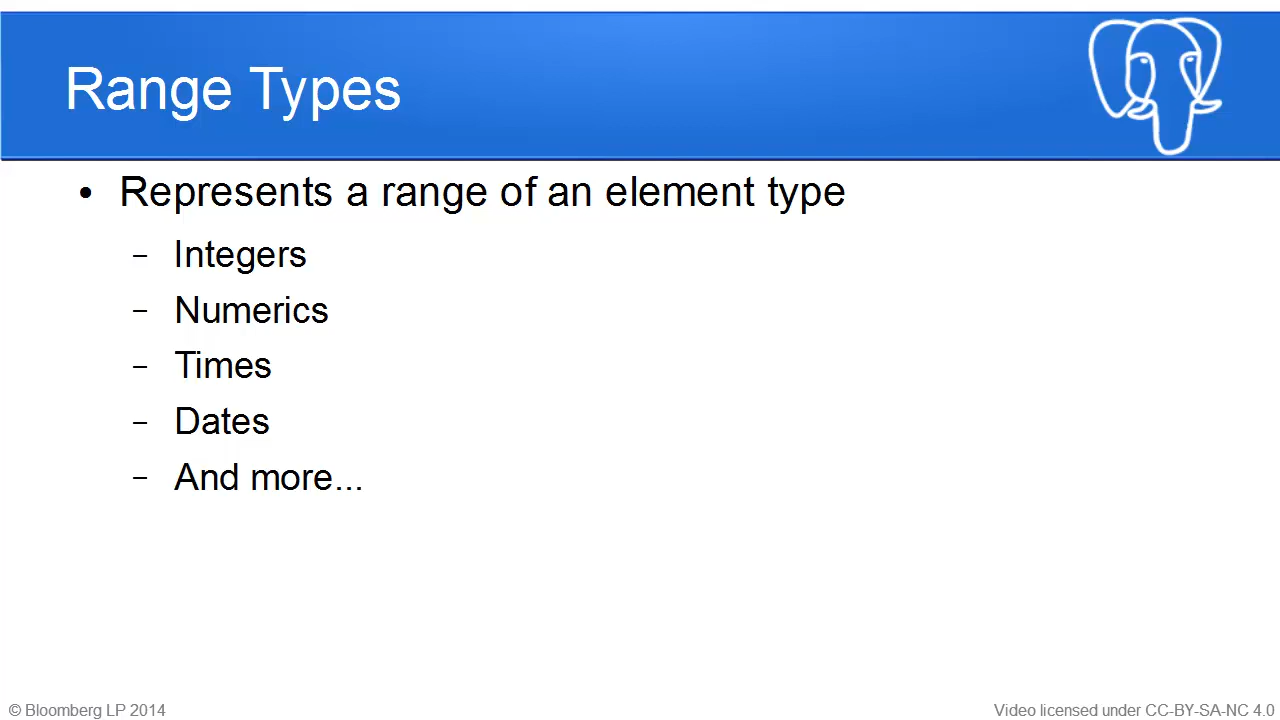 Range Types
• Represents a range of an element type
– Integers
– Numerics
– Times
– Dates
– And more...
© Bloomberg LP 2014
Video licensed under CC-BY-SA-NC 4.0